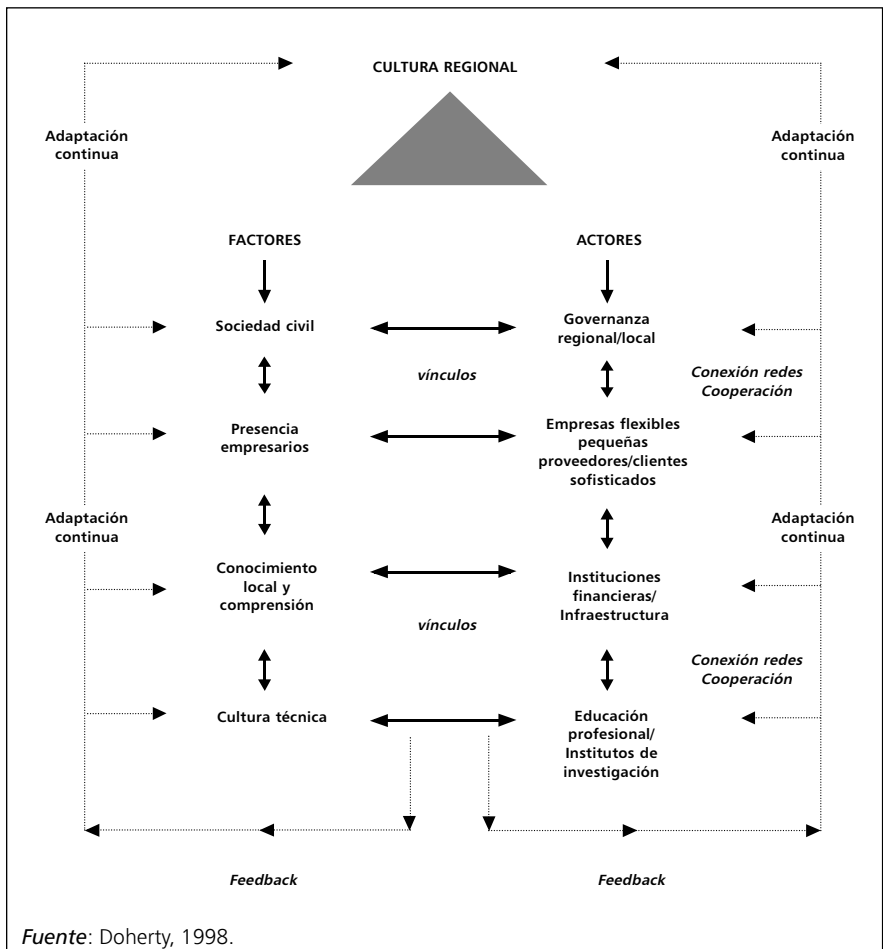 CULTURA REGIONAL
Adaptación
continua
Adaptación
continua
FACTORES
ACTORES
Sociedad civil
Governanza
regional/local
vínculos
Conexión redes
Cooperación
Presencia
empresarios
Empresas flexibles
pequeñas
proveedores/clientes
sofisticados
Adaptación
continua
Adaptación
continua
Conocimiento
local y
comprensión
Instituciones
financieras/
Infraestructura
vínculos
Conexión redes
Cooperación
Cultura técnica
Educación
profesional/
Institutos de
investigación
Feedback
Feedback
Fuente: Doherty, 1998.